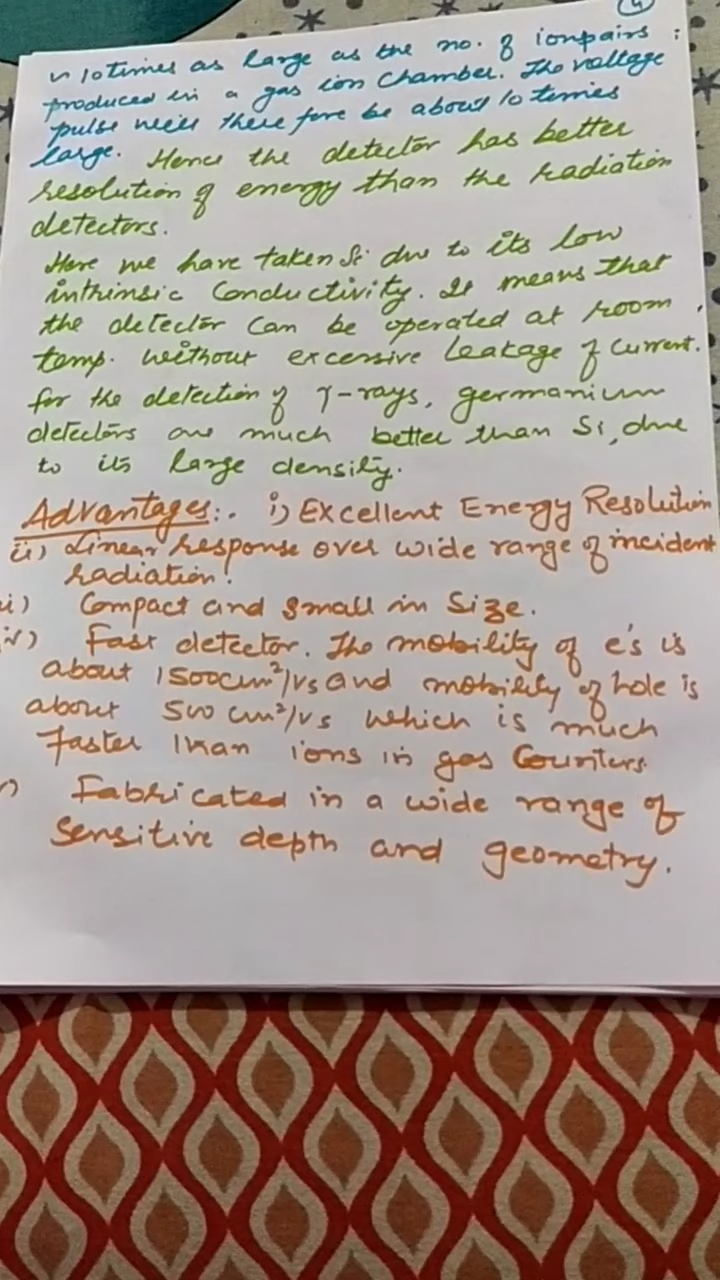 4
~ 10 times as large as the no. of ionpairs
produced in a gas ion chamber. The voltage
pulse will there fore be about 10 times
large. Hence the detector has better
resolution of energy than the radiation
detectors.
Here we have taken Si due to its low
inthinsic Conductivity. It means that
the detector Can be operated at room
temp. without excessive leakage of Current.
for the detection of γ-rays, germanium
detectors are much better than Si, due
to its large density.
Advantages:- i) Excellent Energy Resolution
ii) Linear response over wide range of incident
radiation.
ii) Compact and small in Size.
iv) Fast detector. The mobility of e's is
about 1500cm²/vs and mobility of hole is
about 500 cm²/vs which is much
faster than ions in gas Counters.
) Fabricated in a wide range of
Sensitive depth and geometry.